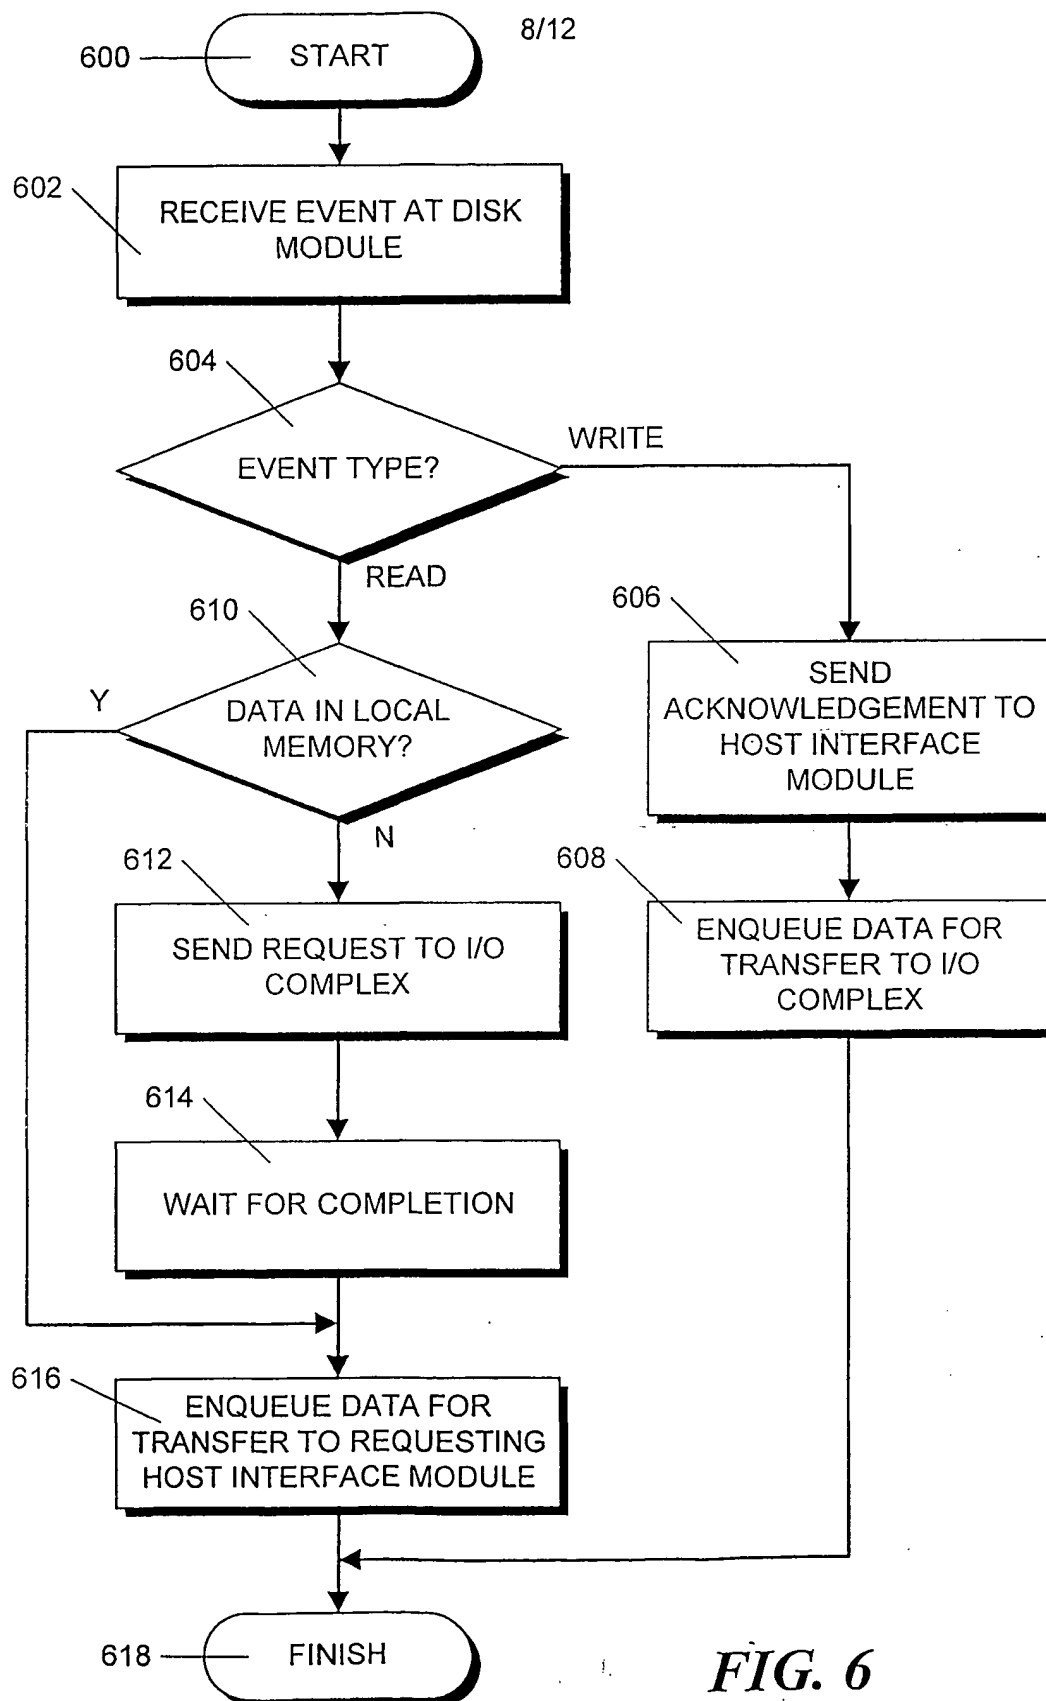 8/12
600
START
602
RECEIVE EVENT AT DISK
MODULE
604
EVENT TYPE?
WRITE
READ
606
SEND
ACKNOWLEDGEMENT TO
HOST INTERFACE
MODULE
610
Y
DATA IN LOCAL
MEMORY?
N
608
ENQUEUE DATA FOR
TRANSFER TO I/O
COMPLEX
612
SEND REQUEST TO I/O
COMPLEX
614
WAIT FOR COMPLETION
616
ENQUEUE DATA FOR
TRANSFER TO REQUESTING
HOST INTERFACE MODULE
618
FINISH
FIG. 6